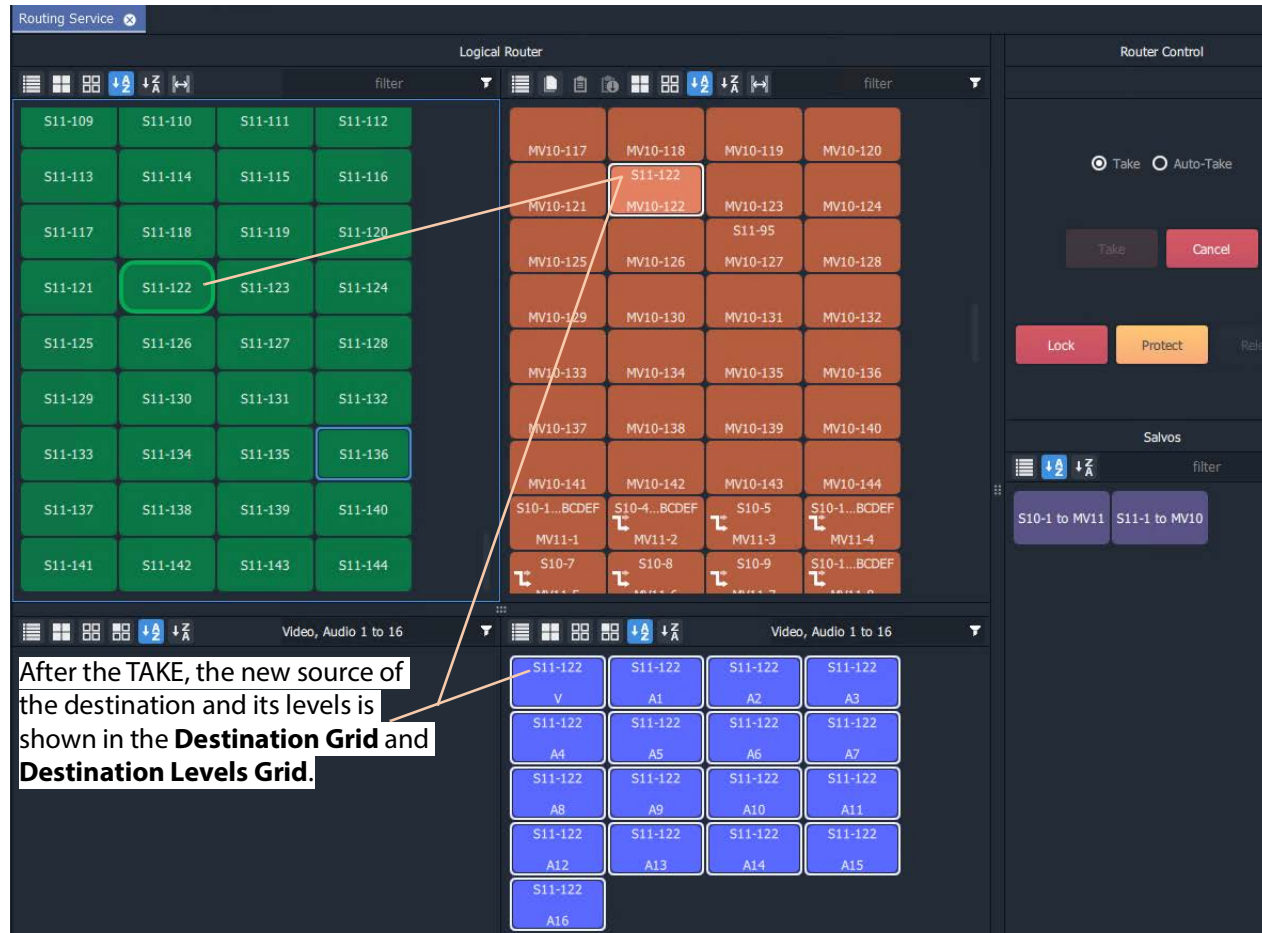 Routing Service
Logical Router
Router Control
filter
filter
S11-109 S11-110 S11-111 S11-112
S11-113 S11-114 S11-115 S11-116
S11-117 S11-118 S11-119 S11-120
S11-121 S11-122 S11-123 S11-124
S11-125 S11-126 S11-127 S11-128
S11-129 S11-130 S11-131 S11-132
S11-133 S11-134 S11-135 S11-136
S11-137 S11-138 S11-139 S11-140
S11-141 S11-142 S11-143 S11-144
MV10-117 MV10-118 MV10-119 MV10-120
S11-122
MV10-121 MV10-122 MV10-123 MV10-124
S11-95
MV10-125 MV10-126 MV10-127 MV10-128
MV10-129 MV10-130 MV10-131 MV10-132
MV10-133 MV10-134 MV10-135 MV10-136
MV10-137 MV10-138 MV10-139 MV10-140
MV10-141 MV10-142 MV10-143 MV10-144
S10-1...BCDEF S10-4...BCDEF S10-5 S10-1...BCDEF
MV11-1 MV11-2 MV11-3 MV11-4
S10-7 S10-8 S10-9 S10-1...BCDEF
Take Auto-Take
Take Cancel
Lock Protect
Salvos
filter
S10-1 to MV11 S11-1 to MV10
Video, Audio 1 to 16
Video, Audio 1 to 16
After the TAKE, the new source of
the destination and its levels is
shown in the Destination Grid and
Destination Levels Grid.
S11-122 S11-122 S11-122 S11-122
V A1 A2 A3
S11-122 S11-122 S11-122 S11-122
A4 A5 A6 A7
S11-122 S11-122 S11-122 S11-122
A8 A9 A10 A11
S11-122 S11-122 S11-122 S11-122
A12 A13 A14 A15
S11-122
A16